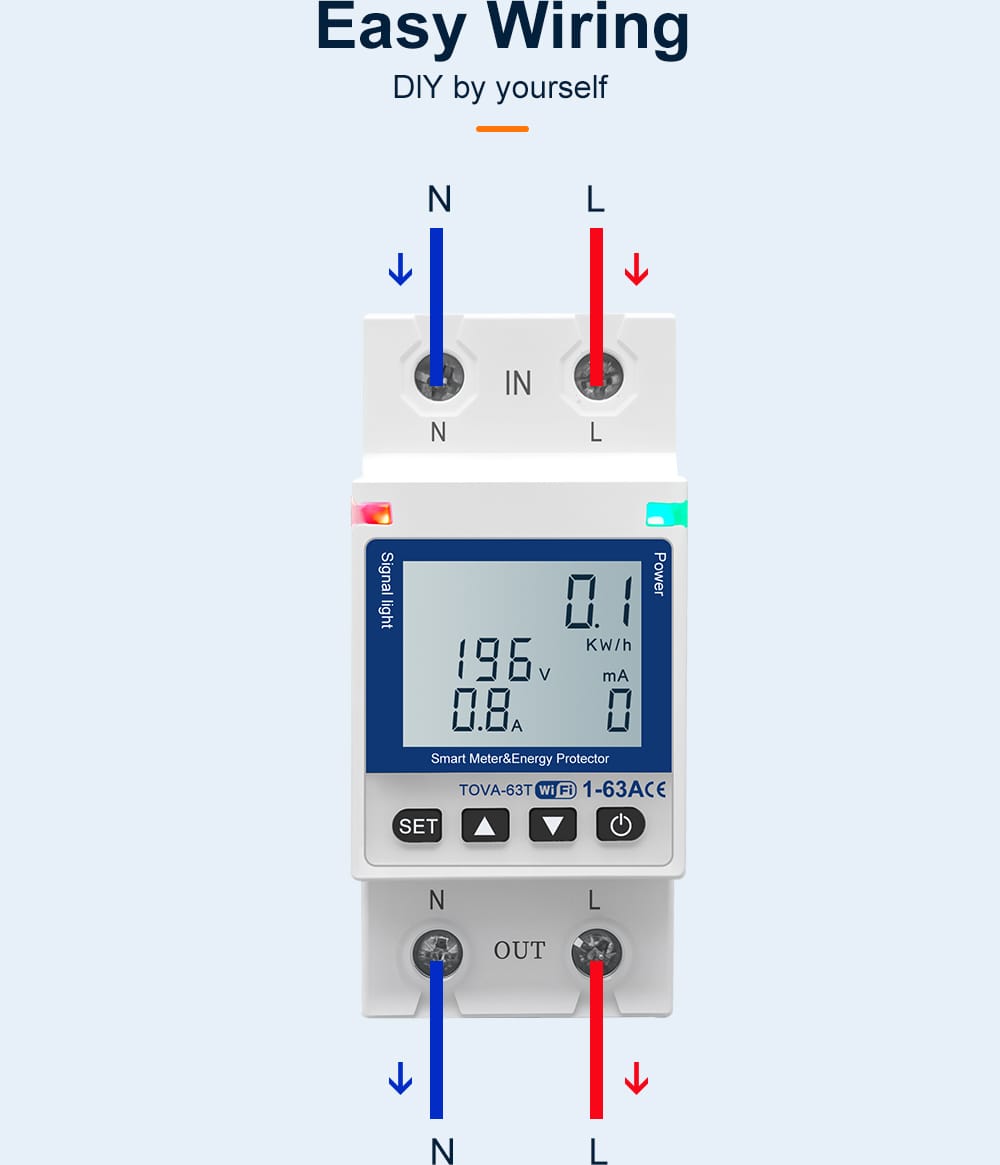 Easy Wiring
DIY by yourself
N L
IN
N L
Signal light
Power
0.1
KW/h
196 V
mA
0.8 A
0
Smart Meter&Energy Protector
TOVA-63T WiFi 1-63A CE
SET
N L
OUT
N L